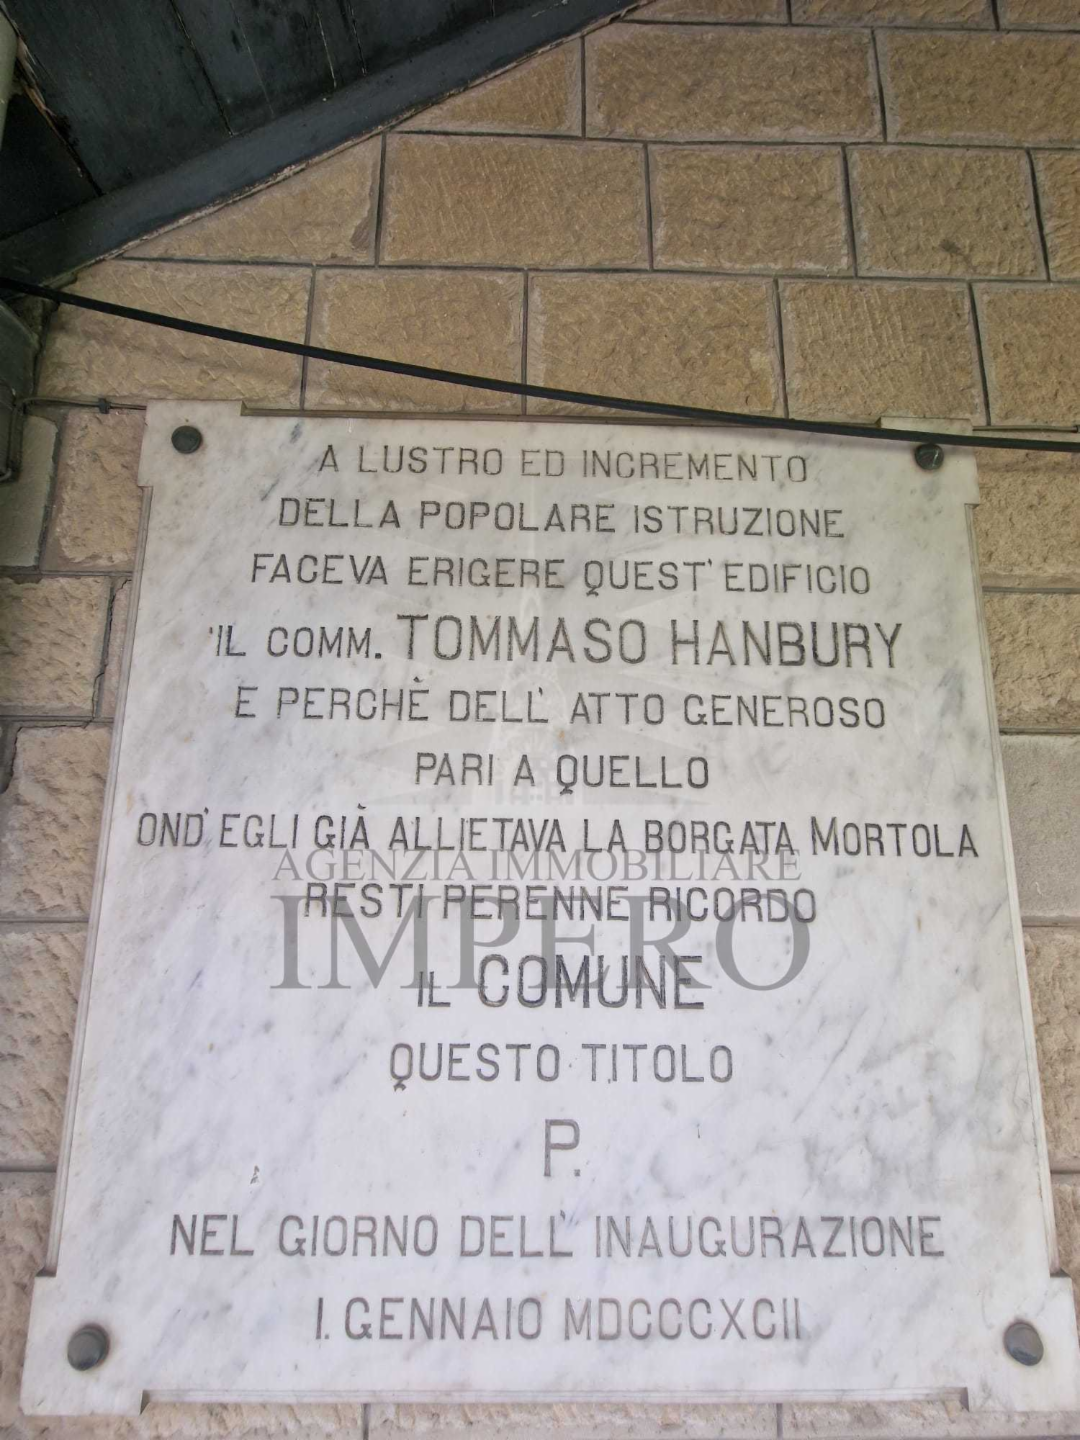 A LUSTRO ED INCREMENTO
DELLA POPOLARE ISTRUZIONE
FACEVA ERIGERE QUEST' EDIFICIO
IL COMM. TOMMASO HANBURY
E PERCHÈ DELL' ATTO GENEROSO
PARI A QUELLO
OND' EGLI GIÀ ALLIETAVA LA BORGATA MORTOLA
AGENZIA IMMOBILIARE
RESTI PERENNE RICORDO
IMPERO
IL COMUNE
QUESTO TITOLO
P.
NEL GIORNO DELL' INAUGURAZIONE
I. GENNAIO MDCCCXCII